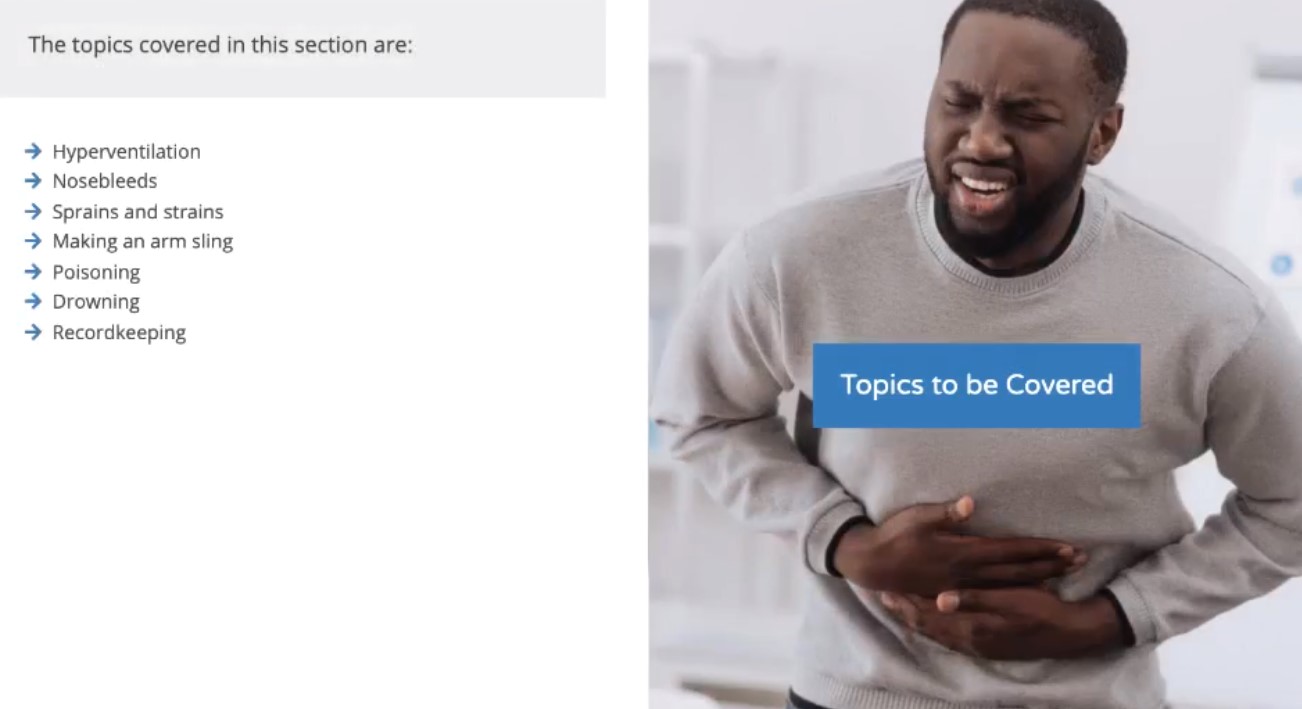 The topics covered in this section are:
Hyperventilation
Nosebleeds
Sprains and strains
Making an arm sling
Poisoning
Drowning
Recordkeeping
Topics to be Covered